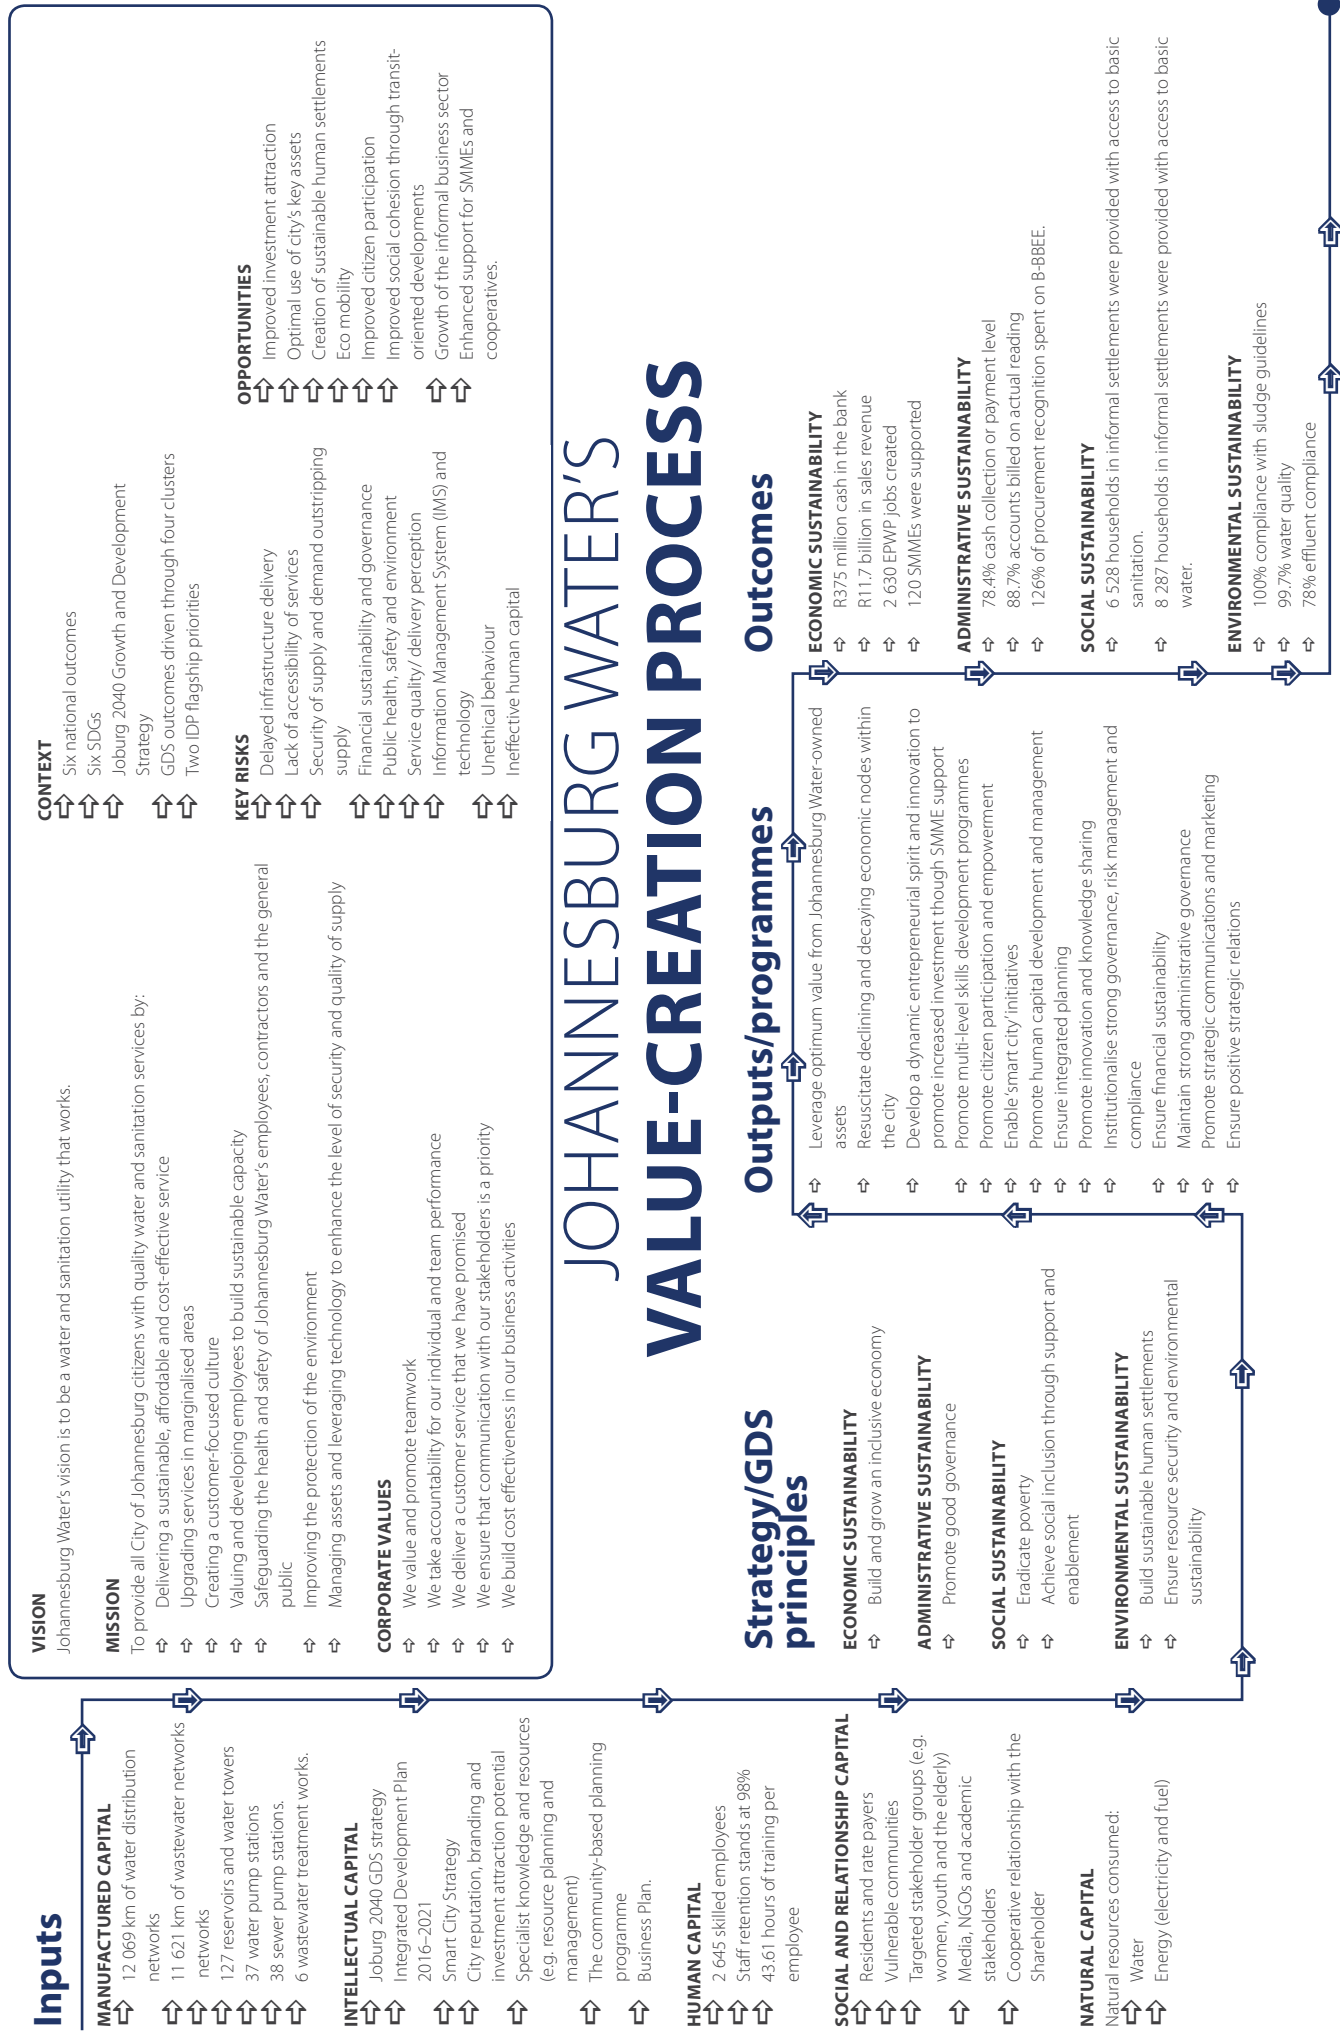 JOHANNESBURG WATER'S
VALUE-CREATION PROCESS
Inputs
MANUFACTURED CAPITAL
12 069 km of water distribution
networks
11 621 km of wastewater networks
networks
127 reservoirs and water towers
37 water pump stations
38 sewer pump stations.
6 wastewater treatment works.
INTELLECTUAL CAPITAL
Joburg 2040 GDS strategy
Integrated Development Plan
2016–2021
Smart City Strategy
City reputation, branding and
investment attraction potential
Specialist knowledge and resources
(e.g. resource planning and
management)
The community-based planning
programme
Business Plan.
HUMAN CAPITAL
2 645 skilled employees
Staff retention stands at 98%
43.61 hours of training per
employee
SOCIAL AND RELATIONSHIP CAPITAL
Residents and rate payers
Vulnerable communities
Targeted stakeholder groups (e.g.
women, youth and the elderly)
Media, NGOs and academic
stakeholders
Cooperative relationship with the
Shareholder
NATURAL CAPITAL
Natural resources consumed:
Water
Energy (electricity and fuel)
VISION
Johannesburg Water's vision is to be a water and sanitation utility that works.
MISSION
To provide all City of Johannesburg citizens with quality water and sanitation services by:
Delivering a sustainable, affordable and cost-effective service
Upgrading services in marginalised areas
Creating a customer-focused culture
Valuing and developing employees to build sustainable capacity
Safeguarding the health and safety of Johannesburg Water's employees, contractors and the general
public
Improving the protection of the environment
Managing assets and leveraging technology to enhance the level of security and quality of supply
CORPORATE VALUES
We value and promote teamwork
We take accountability for our individual and team performance
We deliver a customer service that we have promised
We ensure that communication with our stakeholders is a priority
We build cost effectiveness in our business activities
CONTEXT
Six national outcomes
Six SDGs
Joburg 2040 Growth and Development
Strategy
GDS outcomes driven through four clusters
Two IDP flagship priorities
KEY RISKS
Delayed infrastructure delivery
Lack of accessibility of services
Security of supply and demand outstripping
supply
Financial sustainability and governance
Public health, safety and environment
Service quality/ delivery perception
Information Management System (IMS) and
technology
Unethical behaviour
Ineffective human capital
OPPORTUNITIES
Improved investment attraction
Optimal use of city's key assets
Creation of sustainable human settlements
Eco mobility
Improved citizen participation
Improved social cohesion through transit-
oriented developments
Growth of the informal business sector
Enhanced support for SMMEs and
cooperatives.
Strategy/GDS
principles
ECONOMIC SUSTAINABILITY
Build and grow an inclusive economy
ADMINISTRATIVE SUSTAINABILITY
Promote good governance
SOCIAL SUSTAINABILITY
Eradicate poverty
Achieve social inclusion through support and
enablement
ENVIRONMENTAL SUSTAINABILITY
Build sustainable human settlements
Ensure resource security and environmental
sustainability
Outputs/programmes
Leverage optimum value from Johannesburg Water-owned
assets
Resuscitate declining and decaying economic nodes within
the city
Develop a dynamic entrepreneurial spirit and innovation to
promote increased investment though SMME support
Promote multi-level skills development programmes
Promote citizen participation and empowerment
Enable 'smart city' initiatives
Promote human capital development and management
Ensure integrated planning
Promote innovation and knowledge sharing
Institutionalise strong governance, risk management and
compliance
Ensure financial sustainability
Maintain strong administrative governance
Promote strategic communications and marketing
Ensure positive strategic relations
Outcomes
ECONOMIC SUSTAINABILITY
R375 million cash in the bank
R11.7 billion in sales revenue
2 630 EPWP jobs created
120 SMMEs were supported
ADMINISTRATIVE SUSTAINABILITY
78.4% cash collection or payment level
88.7% accounts billed on actual reading
126% of procurement recognition spent on B-BBEE.
SOCIAL SUSTAINABILITY
6 528 households in informal settlements were provided with access to basic
sanitation.
8 287 households in informal settlements were provided with access to basic
water.
ENVIRONMENTAL SUSTAINABILITY
100% compliance with sludge guidelines
99.7% water quality
78% effluent compliance